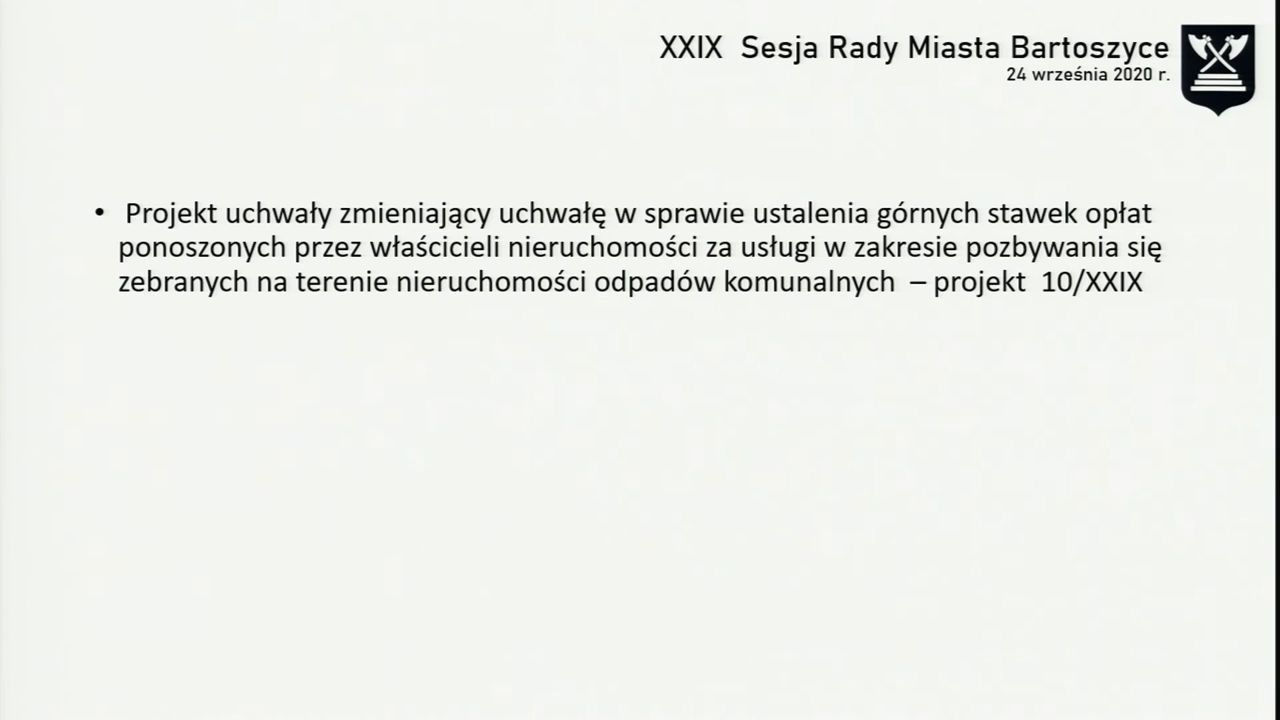 XXIX Sesja Rady Miasta Bartoszyce
24 września 2020 r.
• Projekt uchwały zmieniający uchwałę w sprawie ustalenia górnych stawek opłat
ponoszonych przez właścicieli nieruchomości za usługi w zakresie pozbywania się
zebranych na terenie nieruchomości odpadów komunalnych – projekt 10/XXIX